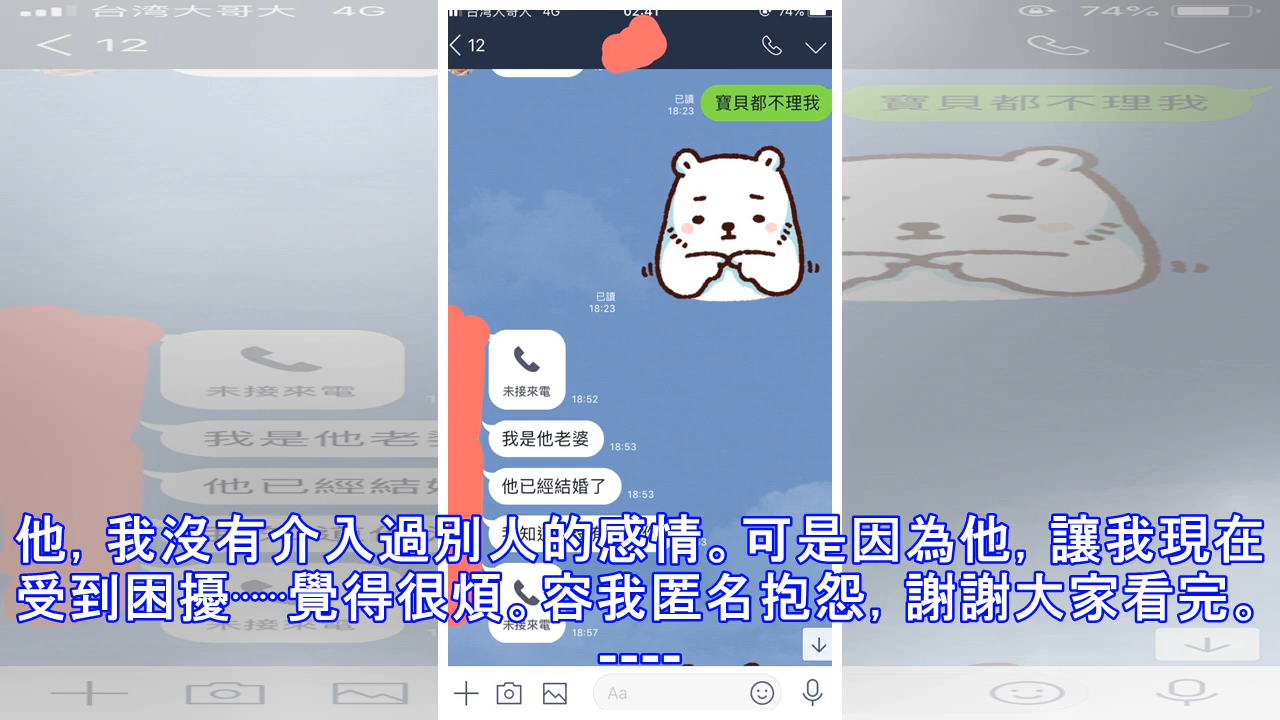 台湾大哥大 4G
02:41
74%
12
已讀
18:23
寶貝都不理我
已讀
18:23
未接來電
18:52
我是他老婆
18:53
他已經結婚了
18:53
他, 我沒有介入過別人的感情。可是因為他, 讓我現在
受到困擾……覺得很煩。容我匿名抱怨, 謝謝大家看完。
----
未接來電
18:57
Aa